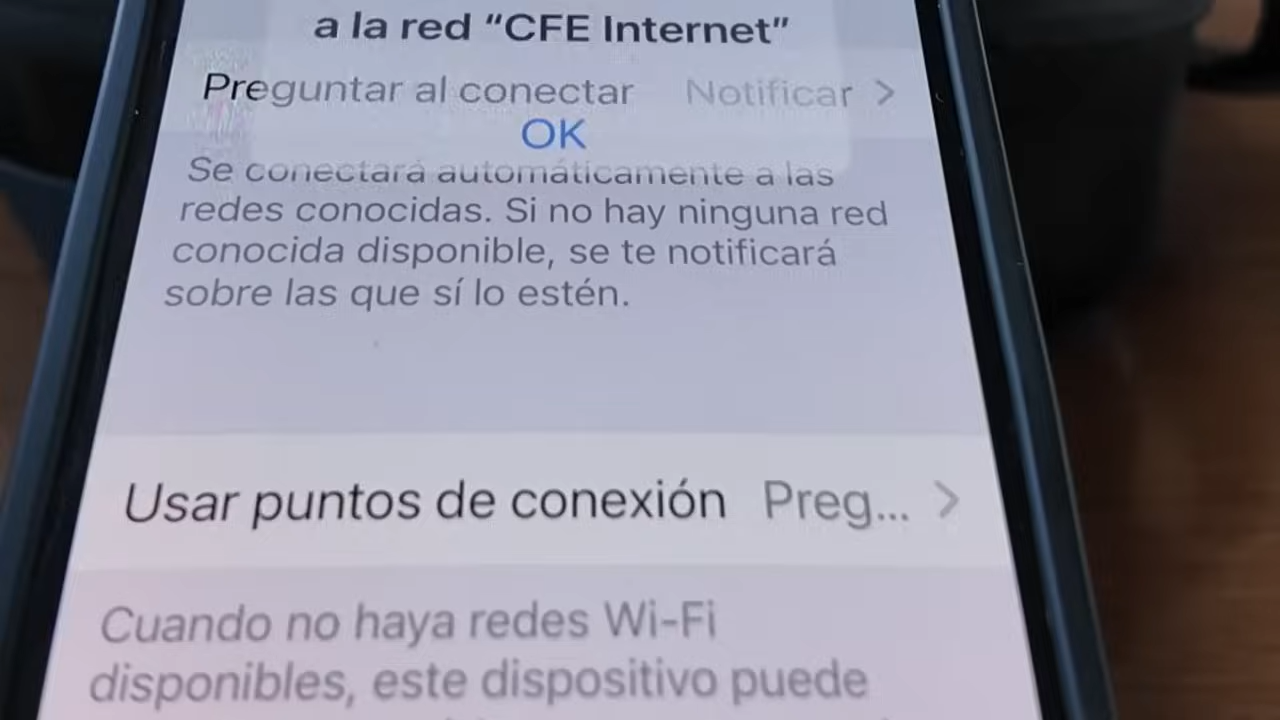 a la red “CFE Internet”
Preguntar al conectar Notificar >
OK
Se conectará automáticamente a las
redes conocidas. Si no hay ninguna red
conocida disponible, se te notificará
sobre las que sí lo estén.
Usar puntos de conexión Preg... >
Cuando no haya redes Wi-Fi
disponibles, este dispositivo puede